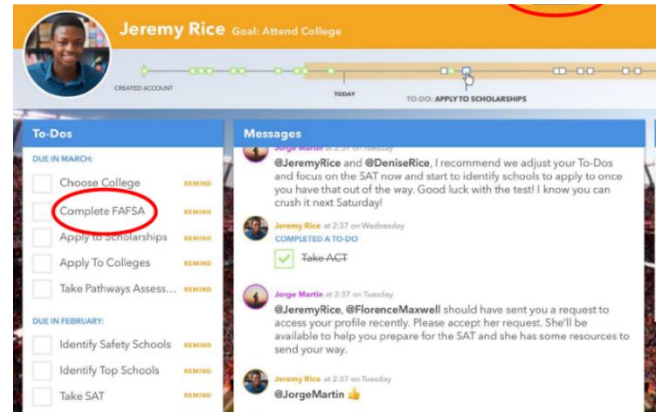 Jeremy Rice Goal: Attend College
CREATED ACCOUNT
TODAY
TO-DO: APPLY TO SCHOLARSHIPS
To-Dos
DUE IN MARCH:
Choose College REMIND
Complete FAFSA REMIND
Apply to Scholarships REMIND
Apply To Colleges REMIND
Take Pathways Assess... REMIND
DUE IN FEBRUARY:
Identify Safety Schools REMIND
Identify Top Schools REMIND
Take SAT REMIND
Messages
Jorge Martin at 2:37 on Tuesday
@JeremyRice and @DeniseRice, I recommend we adjust your To-Dos
and focus on the SAT now and start to identify schools to apply to once
you have that out of the way. Good luck with the test! I know you can
crush it next Saturday!
Jeremy Rice at 2:37 on Wednesday
COMPLETED A TO-DO
Take ACT
Jorge Martin at 2:37 on Tuesday
@JeremyRice, @FlorenceMaxwell should have sent you a request to
access your profile recently. Please accept her request. She'll be
available to help you prepare for the SAT and she has some resources to
send your way.
Jeremy Rice at 2:37 on Tuesday
@JorgeMartin 👍